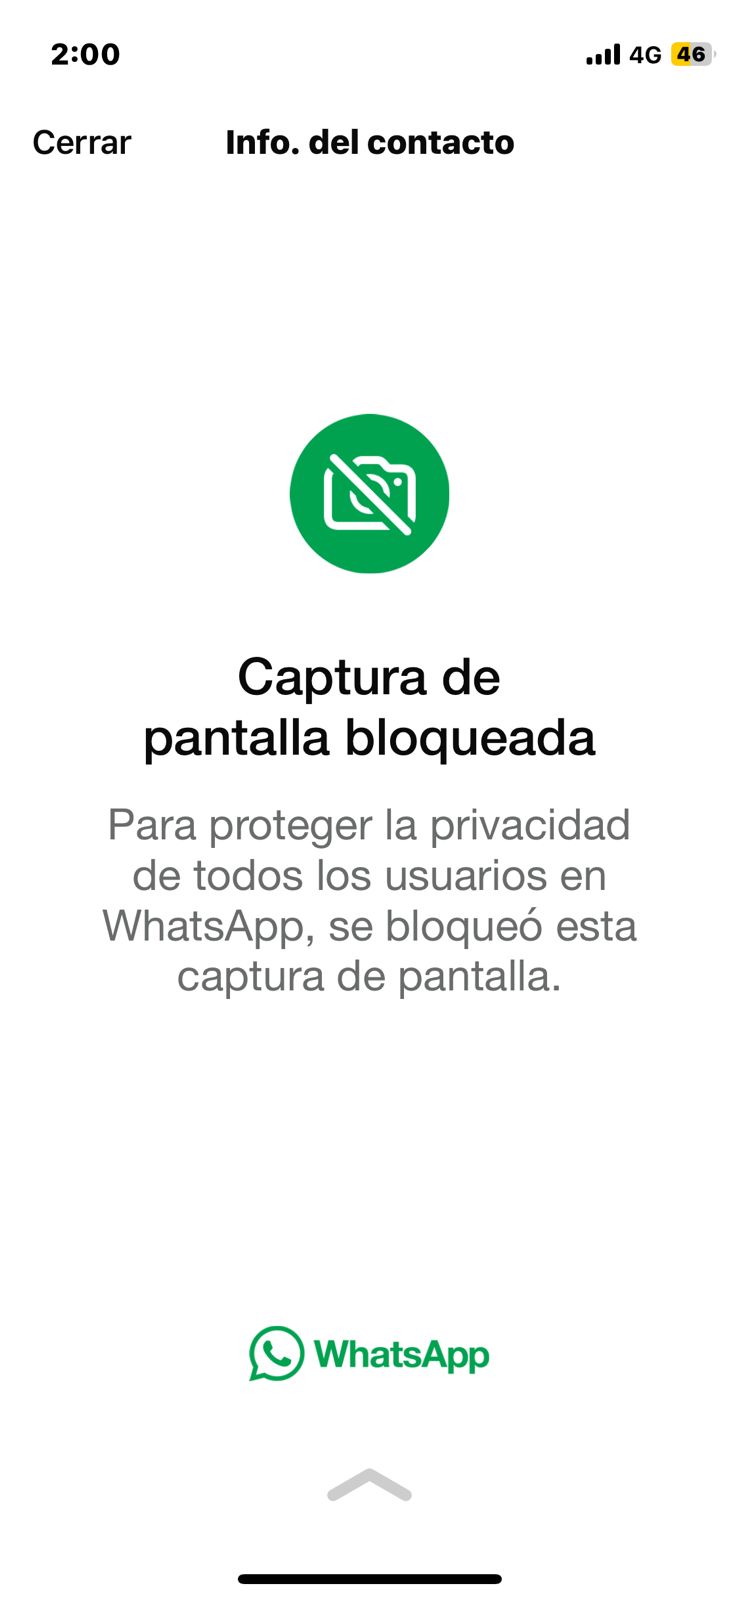 2:00 4G 46
Cerrar Info. del contacto
Captura de
pantalla bloqueada
Para proteger la privacidad
de todos los usuarios en
WhatsApp, se bloqueó esta
captura de pantalla.
WhatsApp